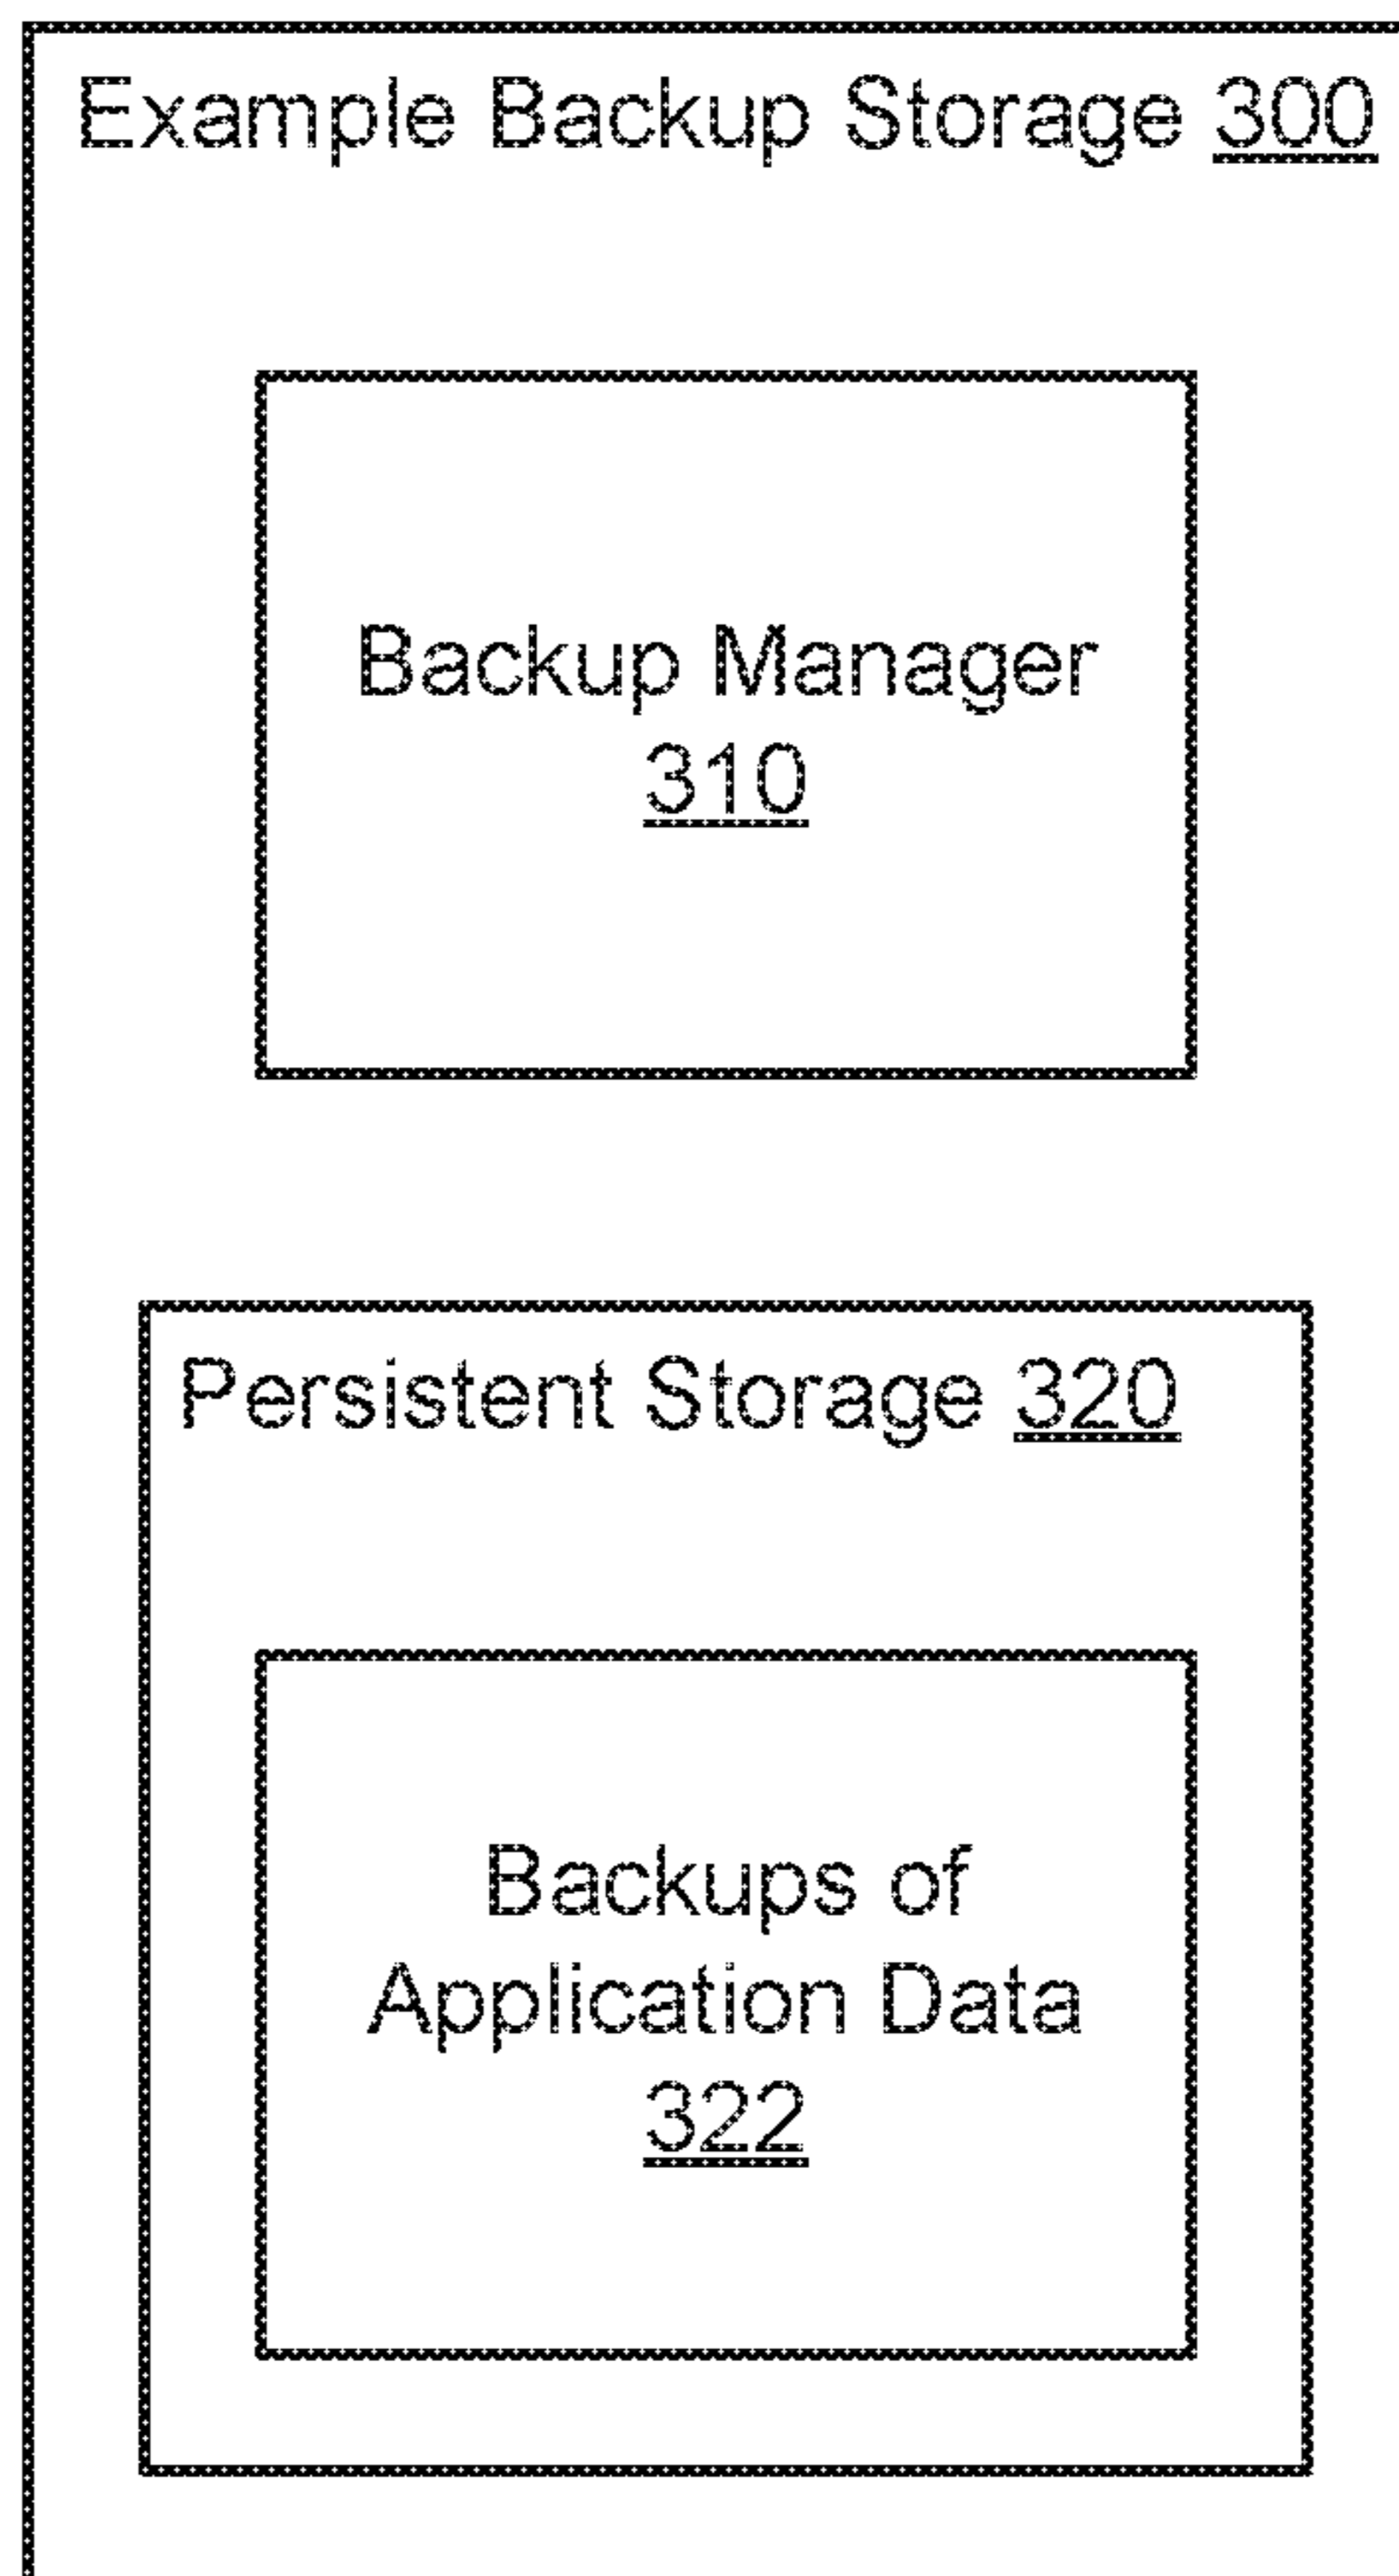 Example Backup Storage 300
Backup Manager
310
Persistent Storage 320
Backups of
Application Data
322